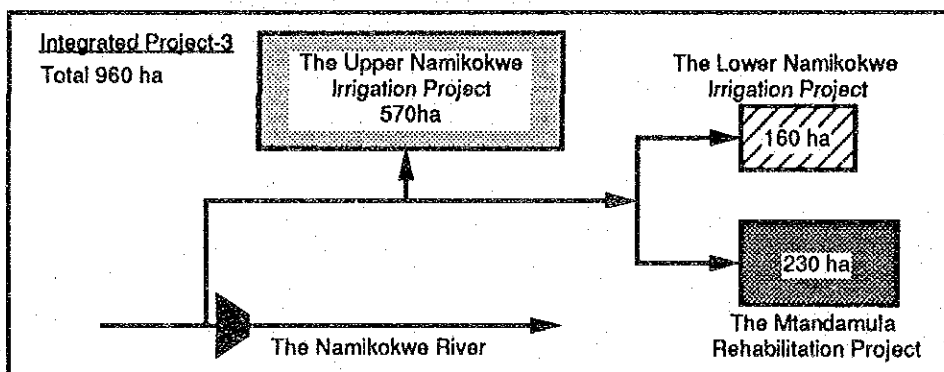 Integrated Project-3
Total 960 ha
The Upper Namikokwe
Irrigation Project
570ha
The Lower Namikokwe
Irrigation Project
160 ha
230 ha
The Mtandamula
Rehabilitation Project
The Namikokwe River